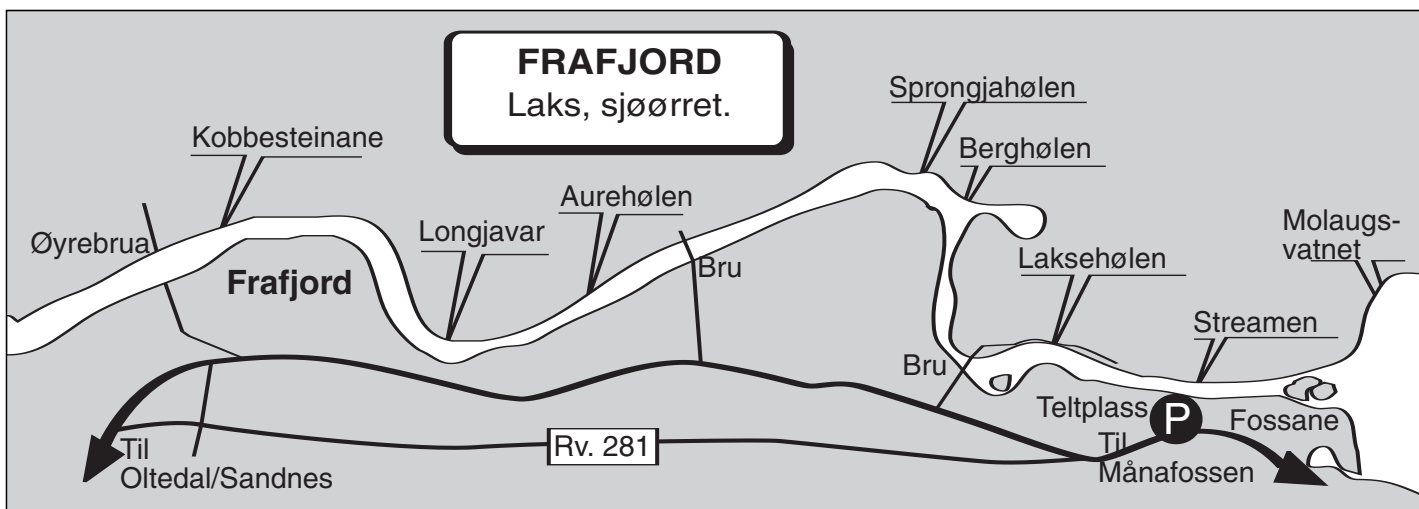 FRAFJORD
Laks, sjøørret.
Sprongjahølen
Kobbesteinane
Berghølen
Aurehølen
Molaugs-
vatnet
Longjavar
Øyrebrua
Laksehølen
Bru
Frafjord
Streamen
Bru
Teltplass
P
Fossane
Til
Oltedal/Sandnes
Rv. 281
Til
Månafossen